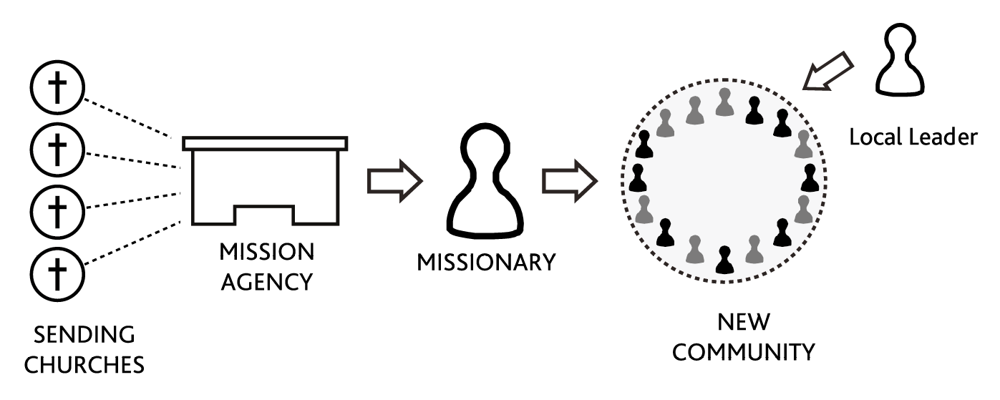 SENDING
CHURCHES
MISSION
AGENCY
MISSIONARY
NEW
COMMUNITY
Local Leader